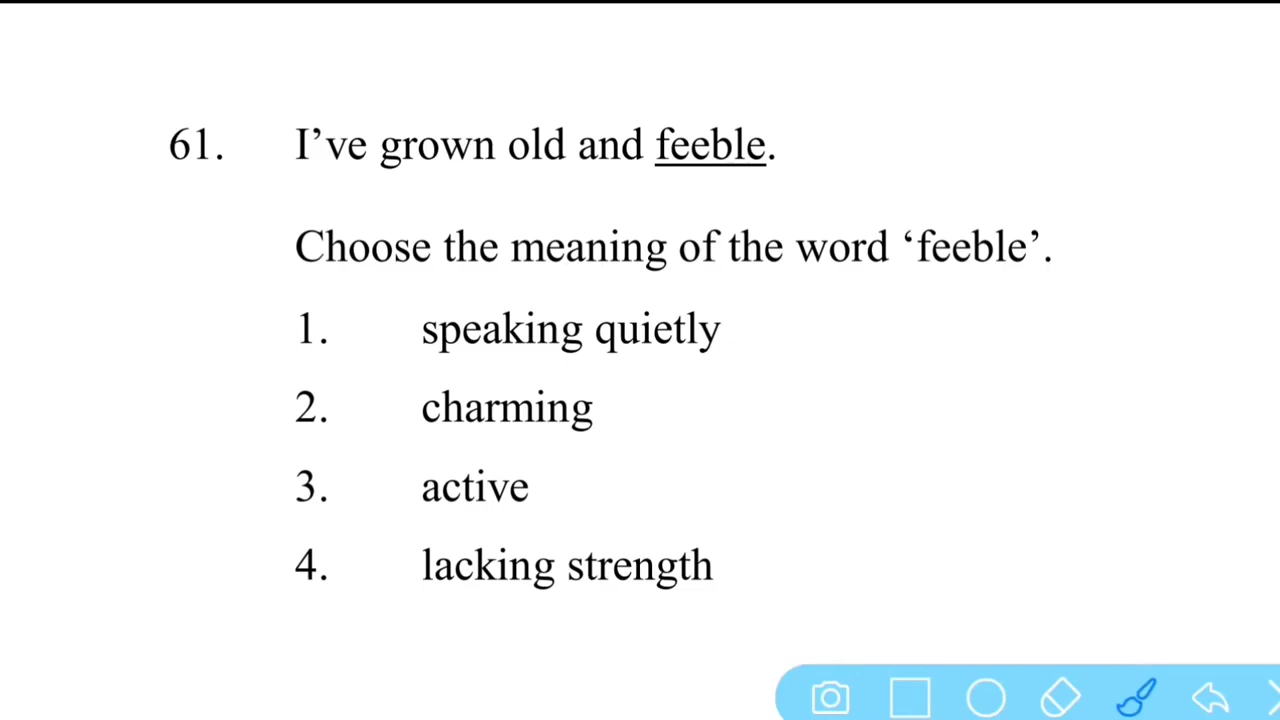 61. I’ve grown old and feeble.
Choose the meaning of the word ‘feeble’.
1. speaking quietly
2. charming
3. active
4. lacking strength